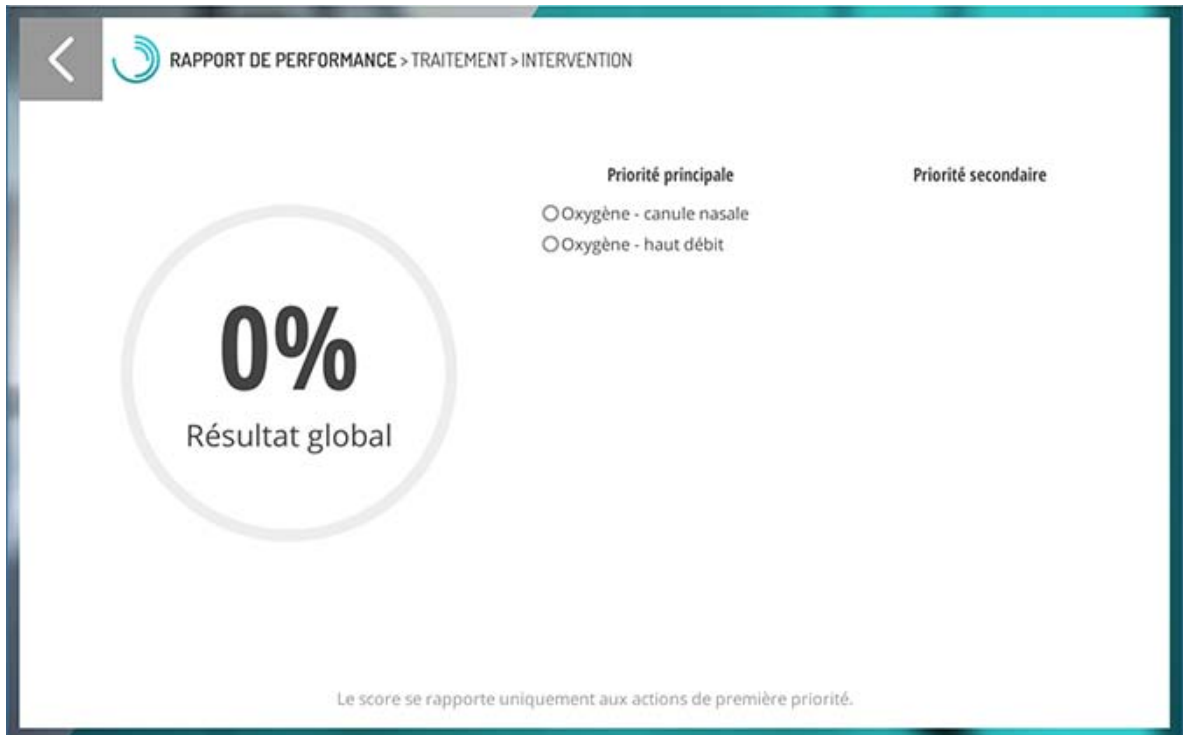 RAPPORT DE PERFORMANCE > TRAITEMENT > INTERVENTION
Priorité principale
Oxygène - canule nasale
Oxygène - haut débit
Priorité secondaire
0%
Résultat global
Le score se rapporte uniquement aux actions de première priorité.